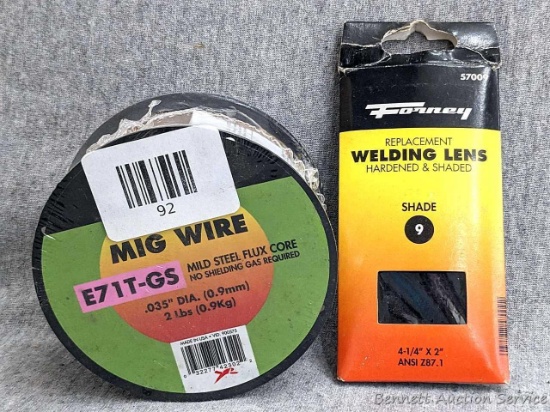 92
MIG WIRE
E71T-GS
MILD STEEL FLUX CORE
NO SHIELDING GAS REQUIRED
.035" DIA. (0.9mm)
2 Lbs (0.9Kg)
57009
Forney
REPLACEMENT
WELDING LENS
HARDENED & SHADED
SHADE
9
4-1/4" X 2"
ANSI Z87.1
Bennett Auction Service